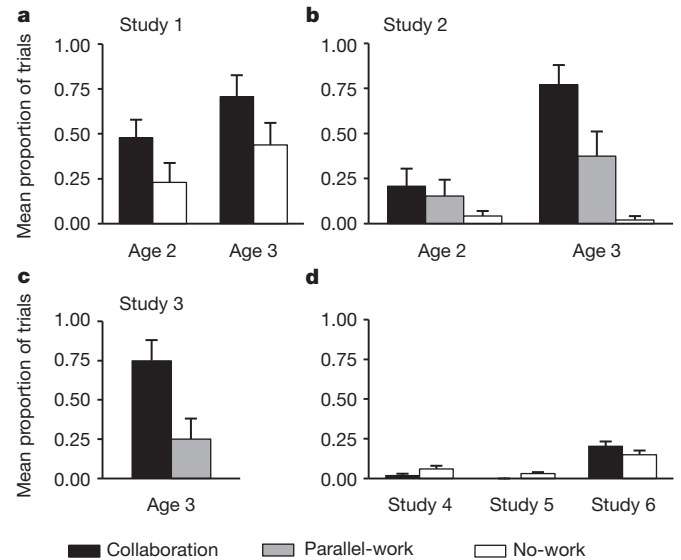 a Study 1
Mean proportion of trials
1.00
0.75
0.50
0.25
0.00
Age 2 Age 3
b Study 2
1.00
0.75
0.50
0.25
0.00
Age 2 Age 3
c Study 3
Mean proportion of trials
1.00
0.75
0.50
0.25
0.00
Age 3
d
1.00
0.75
0.50
0.25
0.00
Study 4 Study 5 Study 6
Collaboration Parallel-work No-work